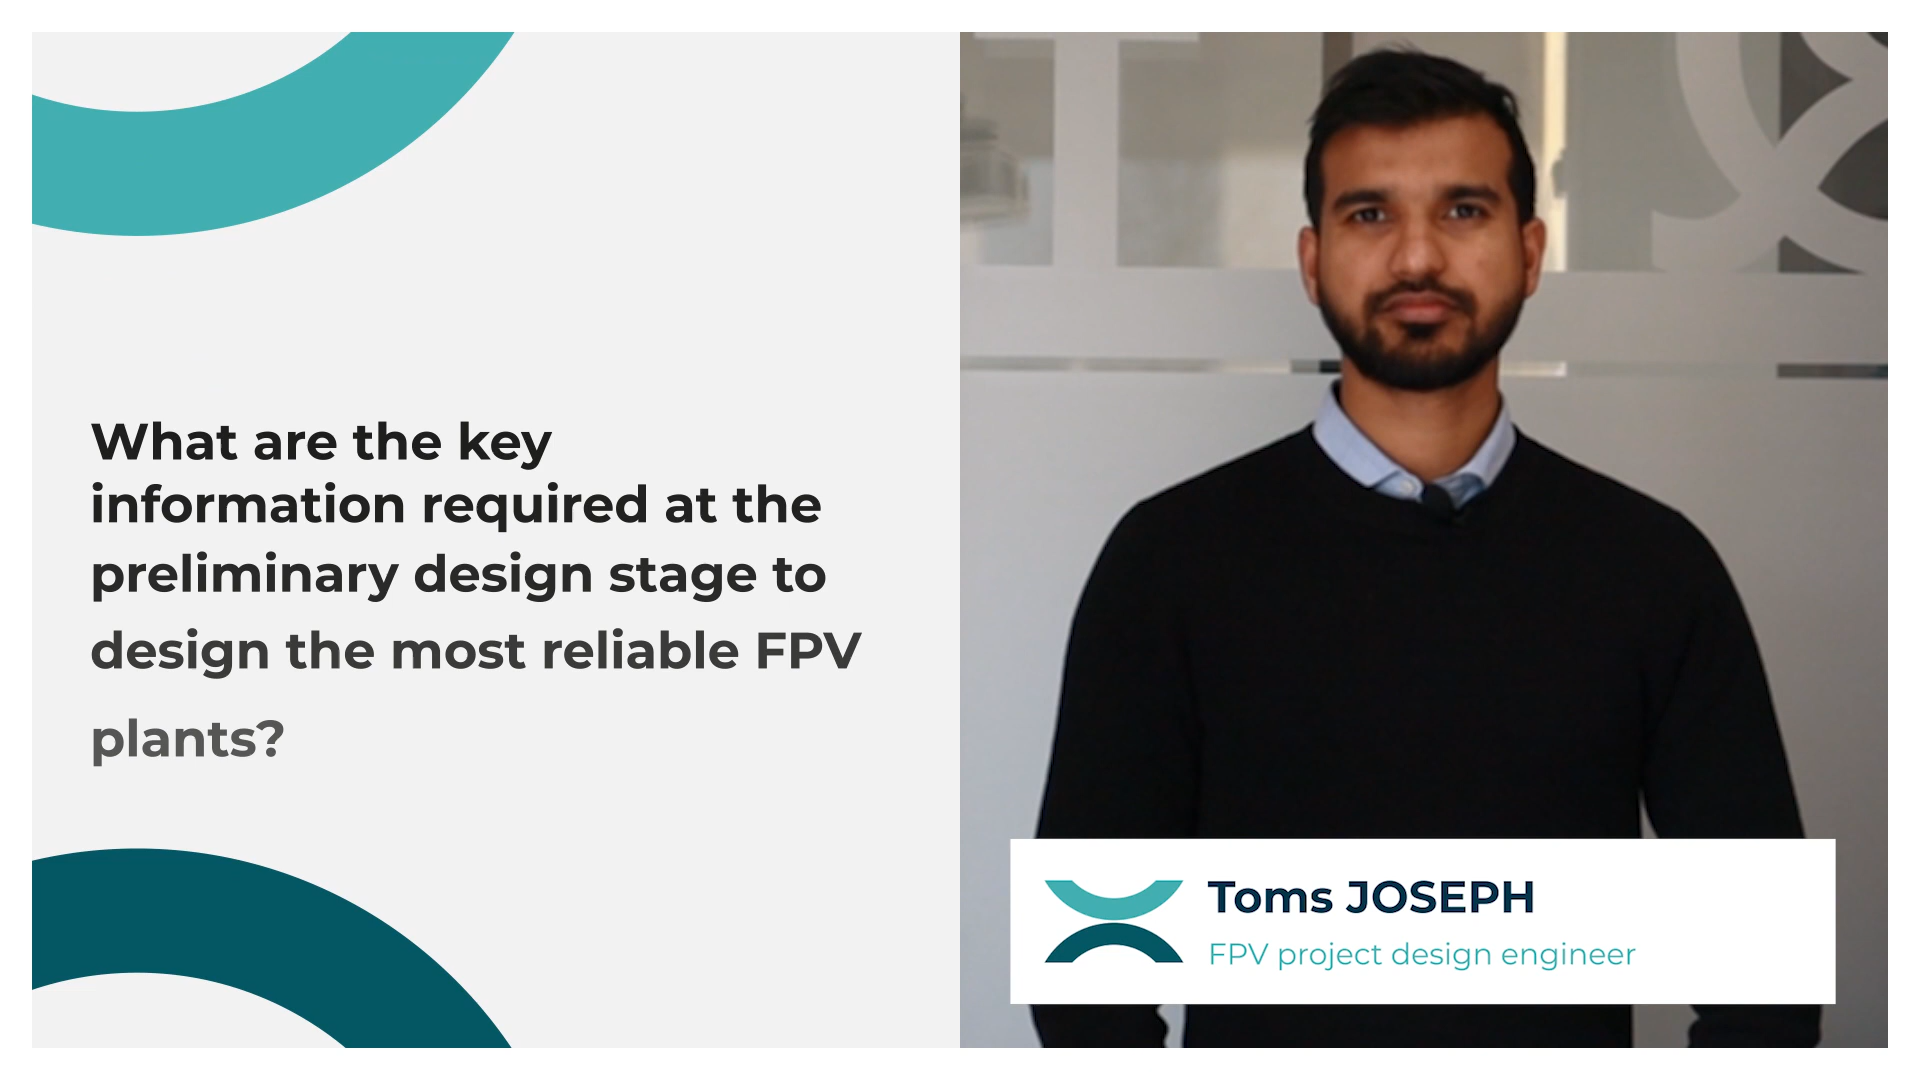 What are the key
information required at the
preliminary design stage to
design the most reliable FPV
plants?
Toms JOSEPH
FPV project design engineer